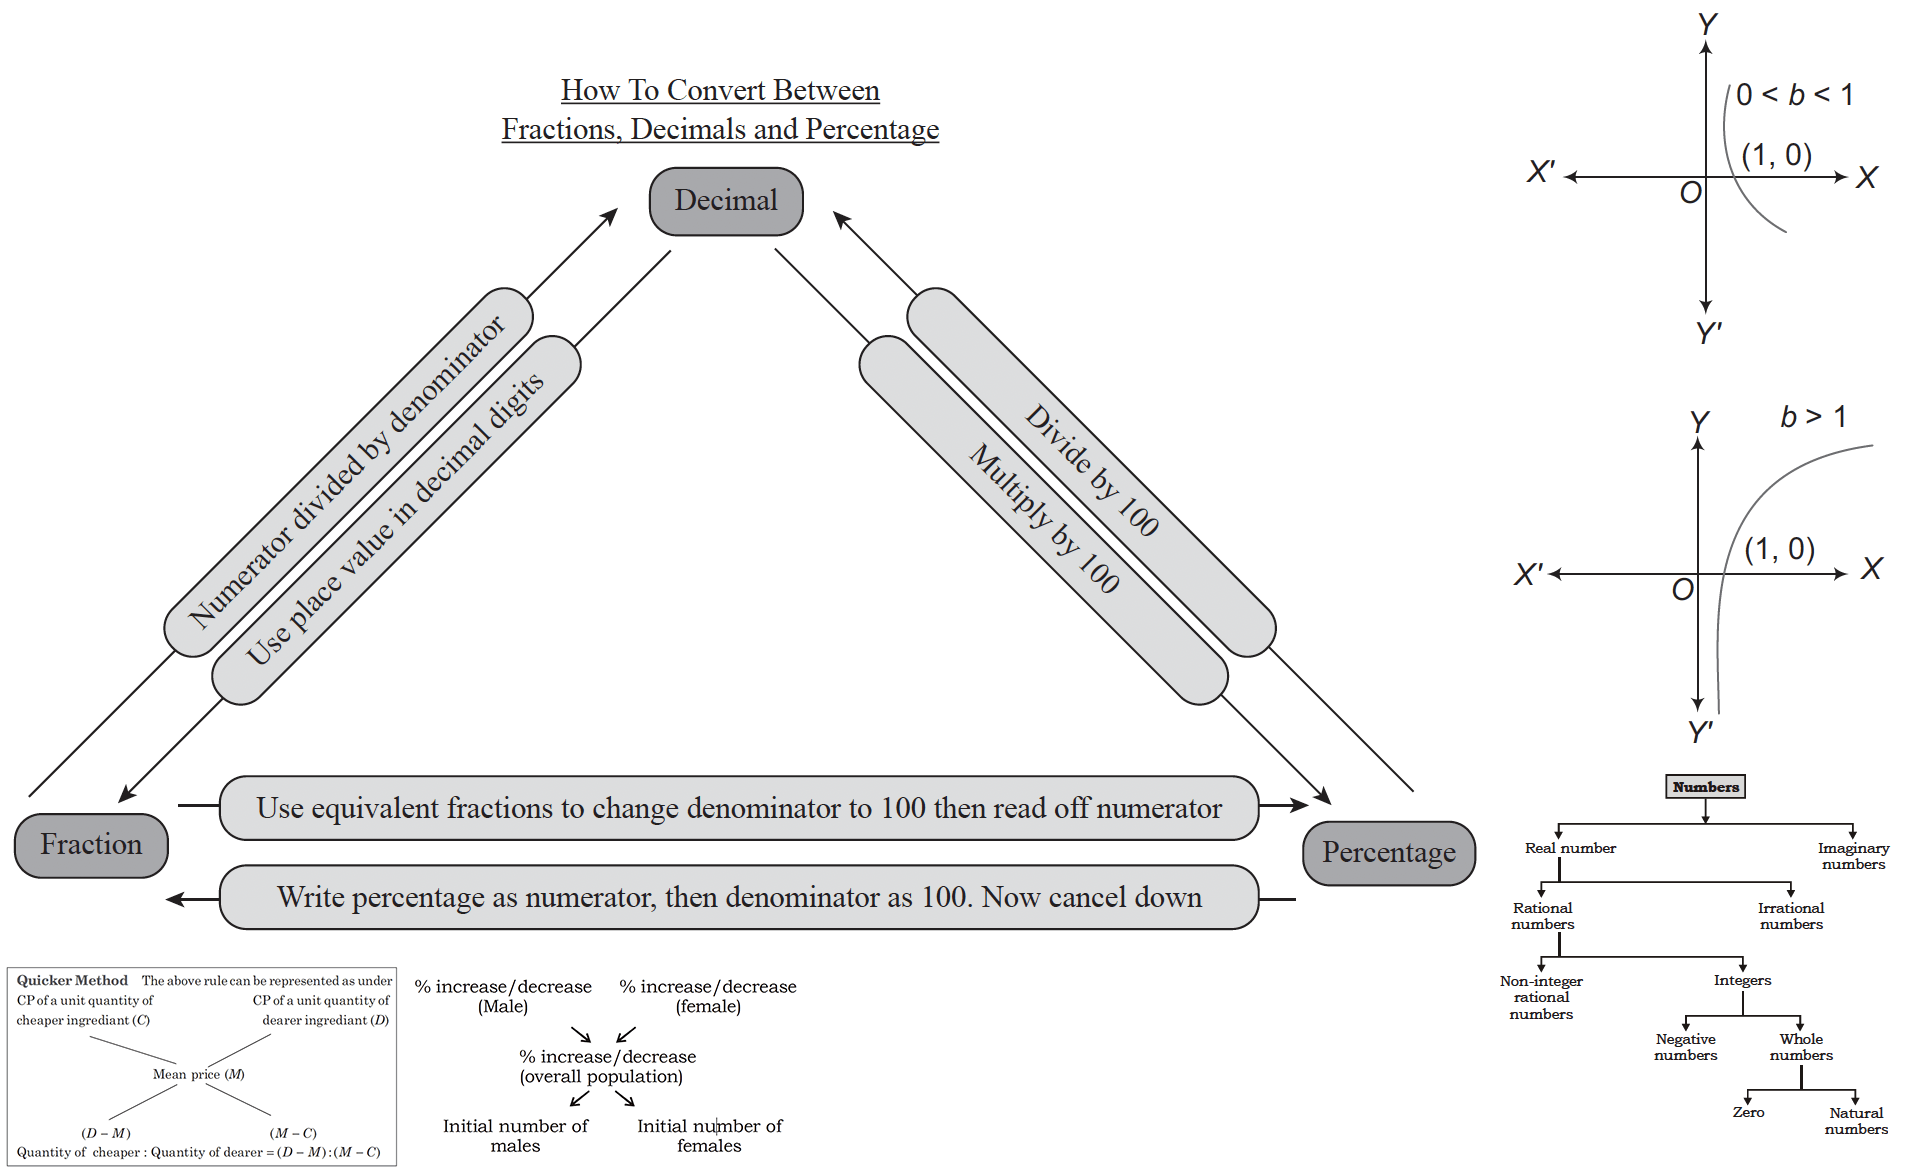 How To Convert Between
Fractions, Decimals and Percentage
Decimal
Numerator divided by denominator
Use place value in decimal digits
Divide by 100
Multiply by 100
Use equivalent fractions to change denominator to 100 then read off numerator
Fraction
Percentage
Write percentage as numerator, then denominator as 100. Now cancel down
Y
0 < b < 1
(1, 0)
X'
X
O
Y'
Y
b > 1
(1, 0)
X'
X
O
Y'
Numbers
Real number
Imaginary
numbers
Rational
numbers
Irrational
numbers
Non-integer
rational
numbers
Integers
Negative
numbers
Whole
numbers
Zero
Natural
numbers
Quicker Method The above rule can be represented as under
CP of a unit quantity of
cheaper ingrediant (C)
CP of a unit quantity of
dearer ingrediant (D)
Mean price (M)
(D – M)
(M – C)
Quantity of cheaper : Quantity of dearer = (D – M) : (M – C)
% increase/decrease
(Male)
% increase/decrease
(female)
% increase/decrease
(overall population)
Initial number of
males
Initial number of
females